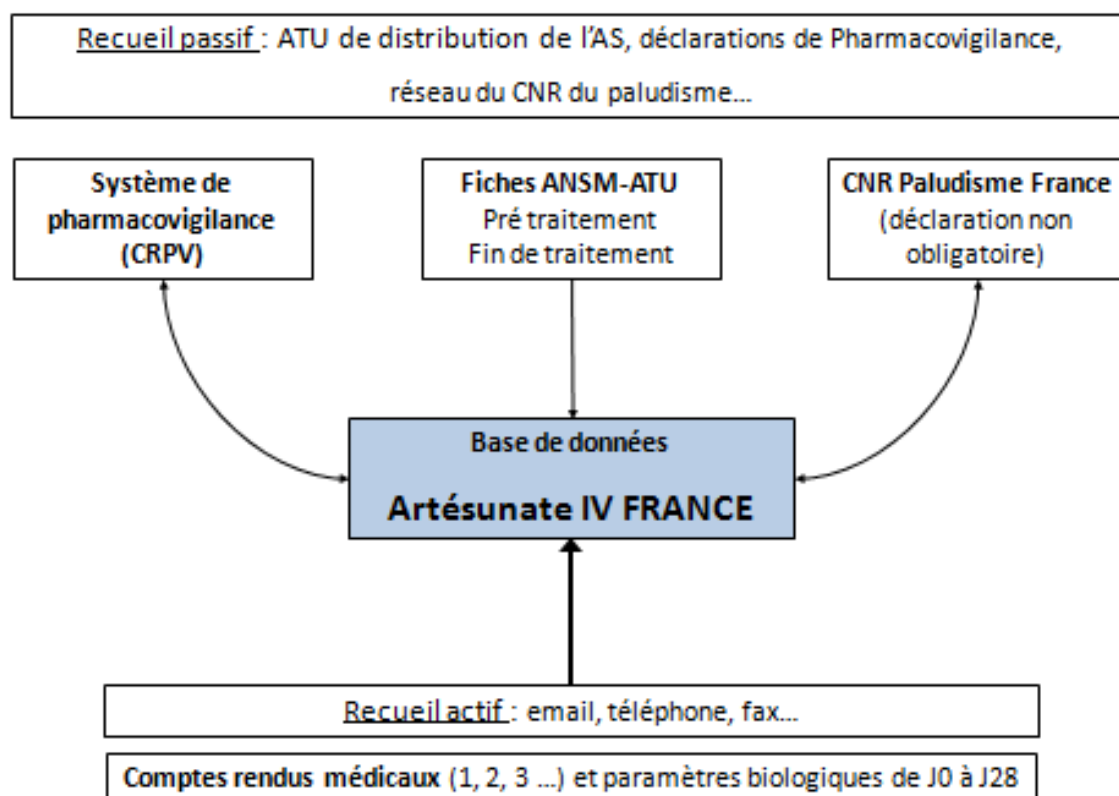 Recueil passif : ATU de distribution de l'AS, déclarations de Pharmacovigilance,
réseau du CNR du paludisme...
Système de
pharmacovigilance
(CRPV)
Fiches ANSM-ATU
Pré traitement
Fin de traitement
CNR Paludisme France
(déclaration non
obligatoire)
Base de données
Artésunate IV FRANCE
Recueil actif : email, téléphone, fax...
Comptes rendus médicaux (1, 2, 3 ...) et paramètres biologiques de J0 à J28